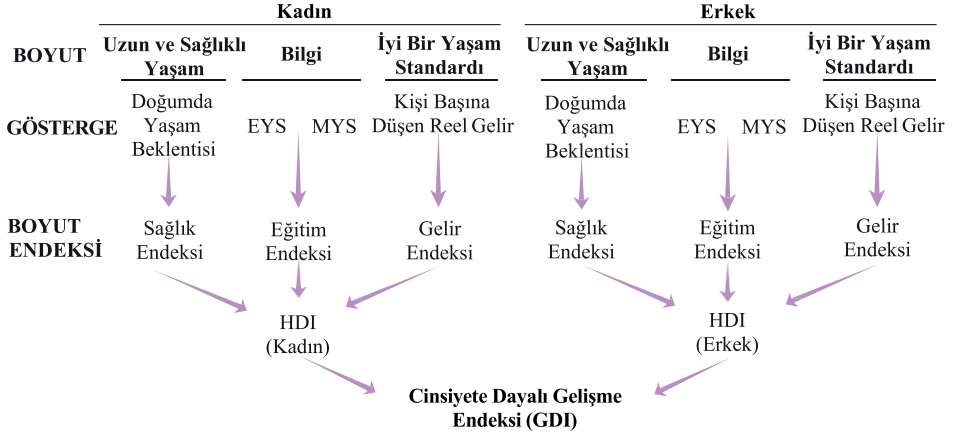 Kadın
Erkek
BOYUT
Uzun ve Sağlıklı
Yaşam
Bilgi
İyi Bir Yaşam
Standardı
Uzun ve Sağlıklı
Yaşam
Bilgi
İyi Bir Yaşam
Standardı
GÖSTERGE
Doğumda
Yaşam
Beklentisi
EYS MYS
Kişi Başına
Düşen Reel Gelir
Doğumda
Yaşam
Beklentisi
EYS MYS
Kişi Başına
Düşen Reel Gelir
BOYUT
ENDEKSİ
Sağlık
Endeksi
Eğitim
Endeksi
Gelir
Endeksi
Sağlık
Endeksi
Eğitim
Endeksi
Gelir
Endeksi
HDI
(Kadın)
HDI
(Erkek)
Cinsiyete Dayalı Gelişme
Endeksi (GDI)